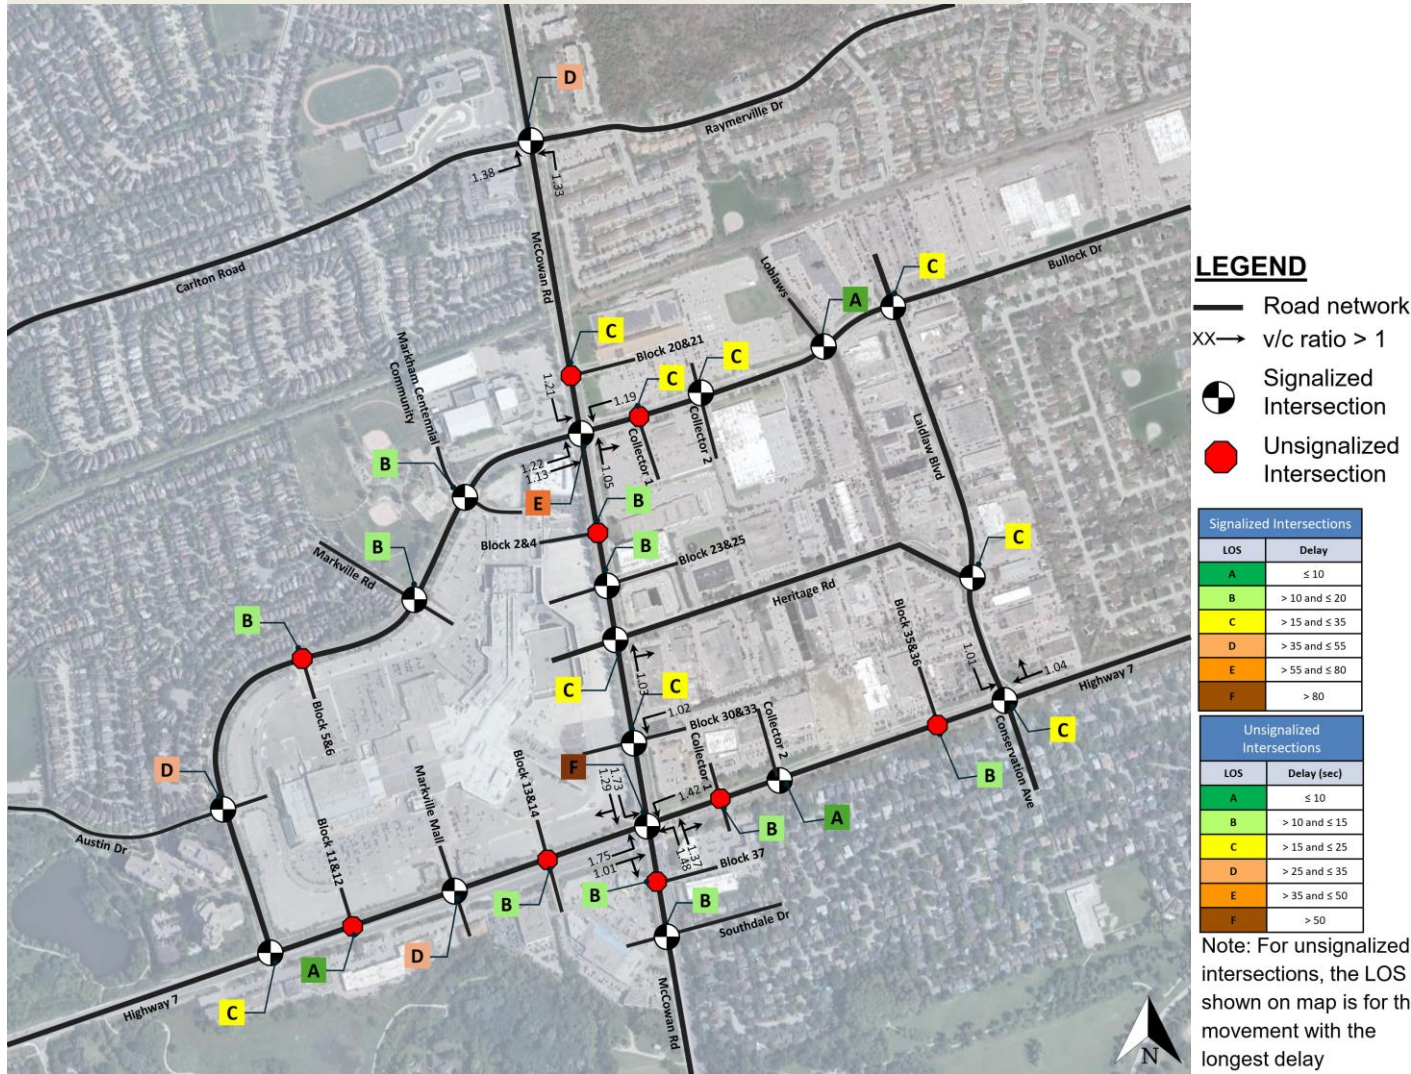 D
Raymerville Dr
1.38
1.33
McCowan Rd
Carlton Road
Loblaws
Bullock Dr
C
A
C
Block 20&21
C
Markham Centennial
Community
1.21
1.19
C
Collector 2
Collector 1
Laidlaw Blvd
B
1.22
1.13
1.05
E
B
Block 2&4
B
Block 23&25
B
Markville Rd
C
Heritage Rd
B
Block 35&36
Block 5&6
C
1.03
C
1.02
Block 30&33
Collector 2
Collector 1
1.01
1.04
Highway 7
Conservation Ave
C
D
F
1.73
1.29
1.42
B
A
B
Austin Dr
Block 11&12
Markville Mall
Block 13&14
1.75
1.01
1.37
1.48
Block 37
B
B
B
Southdale Dr
D
A
C
Highway 7
McCowan Rd
N
LEGEND
Road network
XX v/c ratio > 1
Signalized
Intersection
Unsignalized
Intersection
Signalized Intersections
LOS Delay
A ≤ 10
B > 10 and ≤ 20
C > 15 and ≤ 35
D > 35 and ≤ 55
E > 55 and ≤ 80
F > 80
Unsignalized
Intersections
LOS Delay (sec)
A ≤ 10
B > 10 and ≤ 15
C > 15 and ≤ 25
D > 25 and ≤ 35
E > 35 and ≤ 50
F > 50
Note: For unsignalized
intersections, the LOS
shown on map is for th
movement with the
longest delay